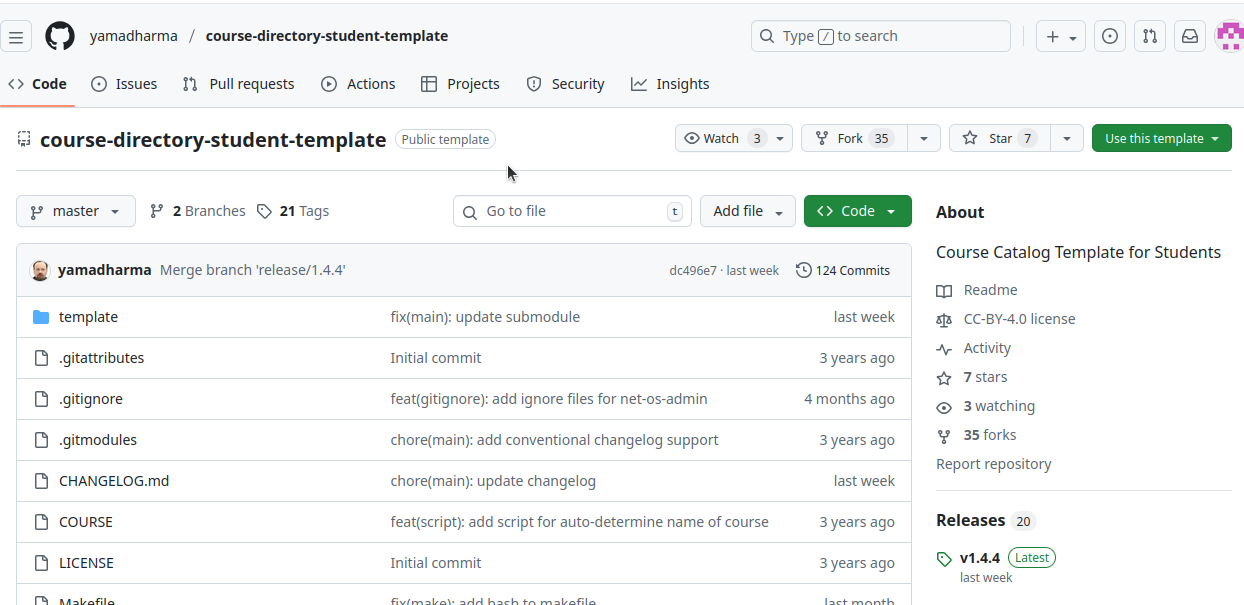 yamadharma / course-directory-student-template
Type / to search
Code Issues Pull requests Actions Projects Security Insights
course-directory-student-template Public template
Watch 3 Fork 35 Star 7 Use this template
master 2 Branches 21 Tags Go to file t Add file Code
yamadharma Merge branch 'release/1.4.4' dc496e7 · last week 124 Commits
template fix(main): update submodule last week
.gitattributes Initial commit 3 years ago
.gitignore feat(gitignore): add ignore files for net-os-admin 4 months ago
.gitmodules chore(main): add conventional changelog support 3 years ago
CHANGELOG.md chore(main): update changelog last week
COURSE feat(script): add script for auto-determine name of course 3 years ago
LICENSE Initial commit 3 years ago
Makefile fix(make): add bash to makefile last month
About
Course Catalog Template for Students
Readme
CC-BY-4.0 license
Activity
7 stars
3 watching
35 forks
Report repository
Releases 20
v1.4.4 Latest
last week